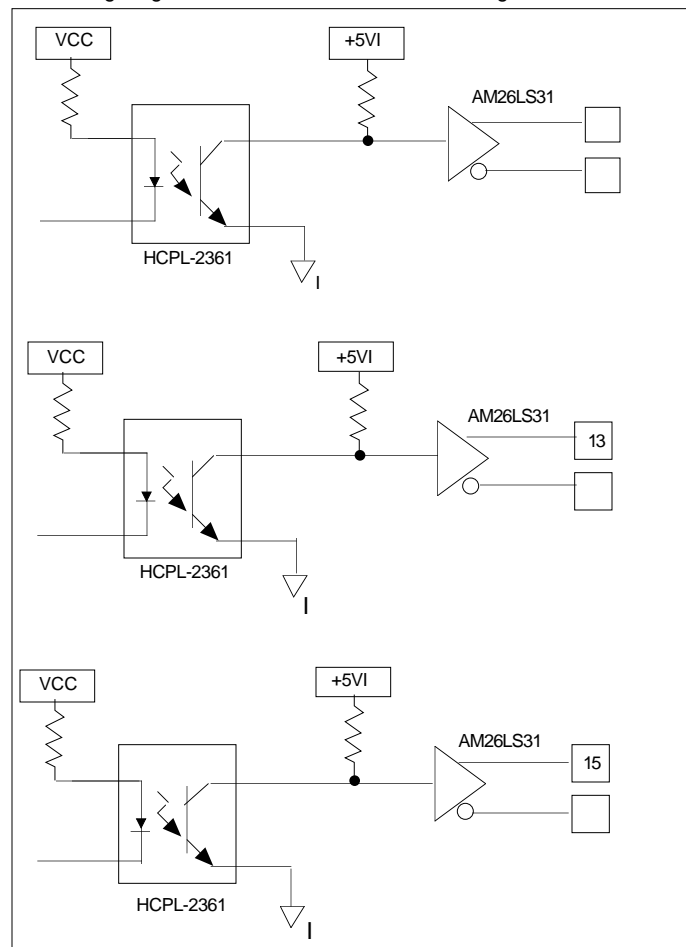 VCC
+5VI
AM26LS31
HCPL-2361
I
VCC
+5VI
AM26LS31
13
HCPL-2361
I
VCC
+5VI
AM26LS31
15
HCPL-2361
I